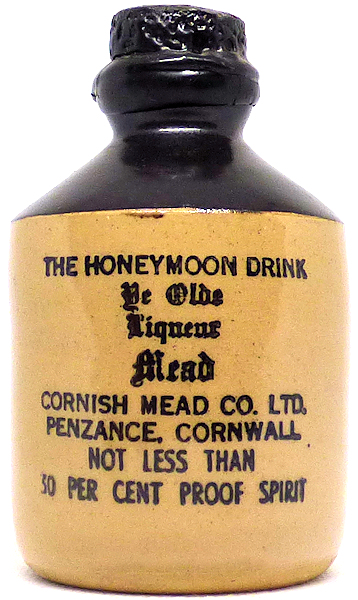 THE HONEYMOON DRINK
Ye Olde
Liqueur
Mead
CORNISH MEAD CO. LTD.
PENZANCE, CORNWALL
NOT LESS THAN
30 PER CENT PROOF SPIRIT